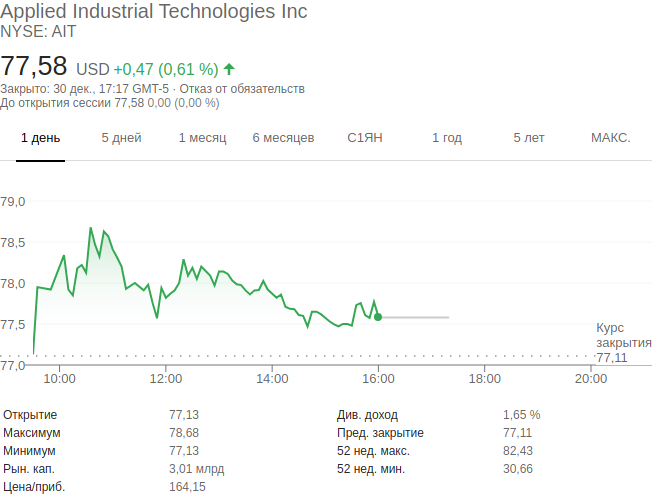 Applied Industrial Technologies Inc
NYSE: AIT
77,58 USD +0,47 (0,61 %)
Закрыто: 30 дек., 17:17 GMT-5 · Отказ от обязательств
До открытия сессии 77,58 0,00 (0,00 %)
1 день 5 дней 1 месяц 6 месяцев С1ЯН 1 год 5 лет МАКС.
79,0
78,5
78,0
77,5
77,0
Курс
закрытия
77,11
10:00 12:00 14:00 16:00 18:00 20:00
Открытие 77,13 Див. доход 1,65 %
Максимум 78,68 Пред. закрытие 77,11
Минимум 77,13 52 нед. макс. 82,43
Рын. кап. 3,01 млрд 52 нед. мин. 30,66
Цена/приб. 164,15